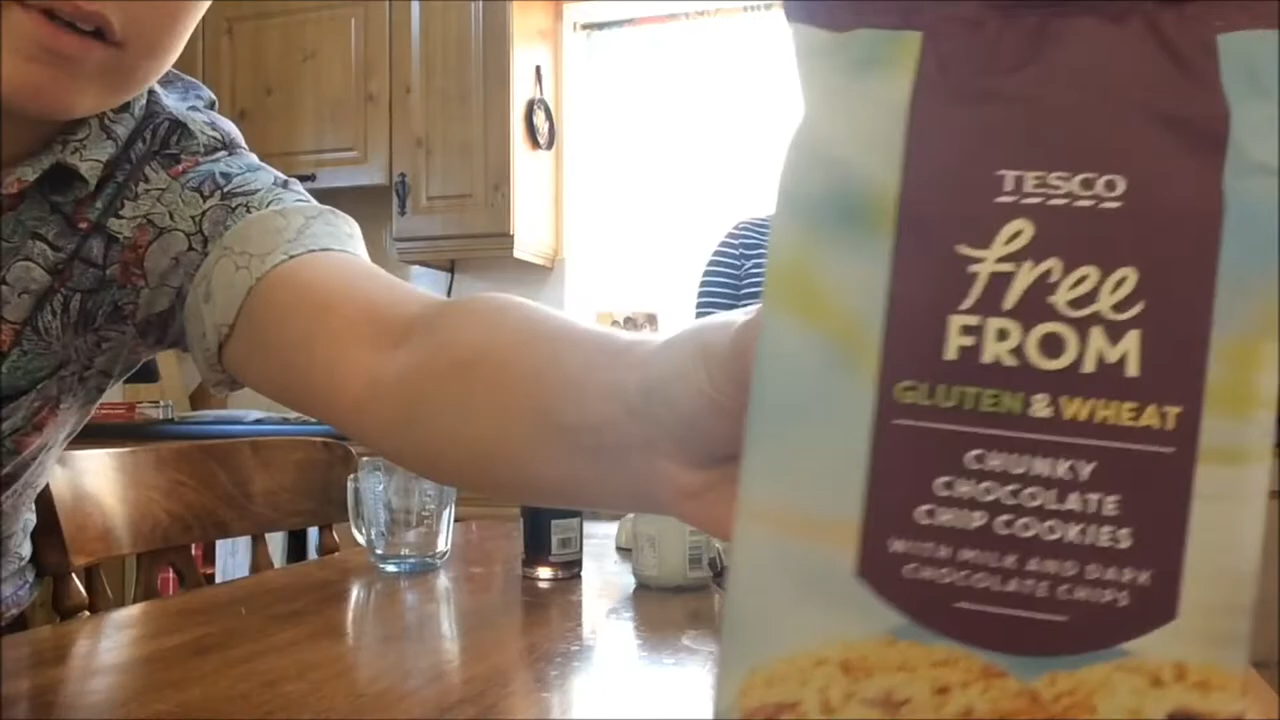 TESCO
free
FROM
GLUTEN & WHEAT
CHUNKY
CHOCOLATE
CHIP COOKIES
WITH MILK AND DARK
CHOCOLATE CHIPS